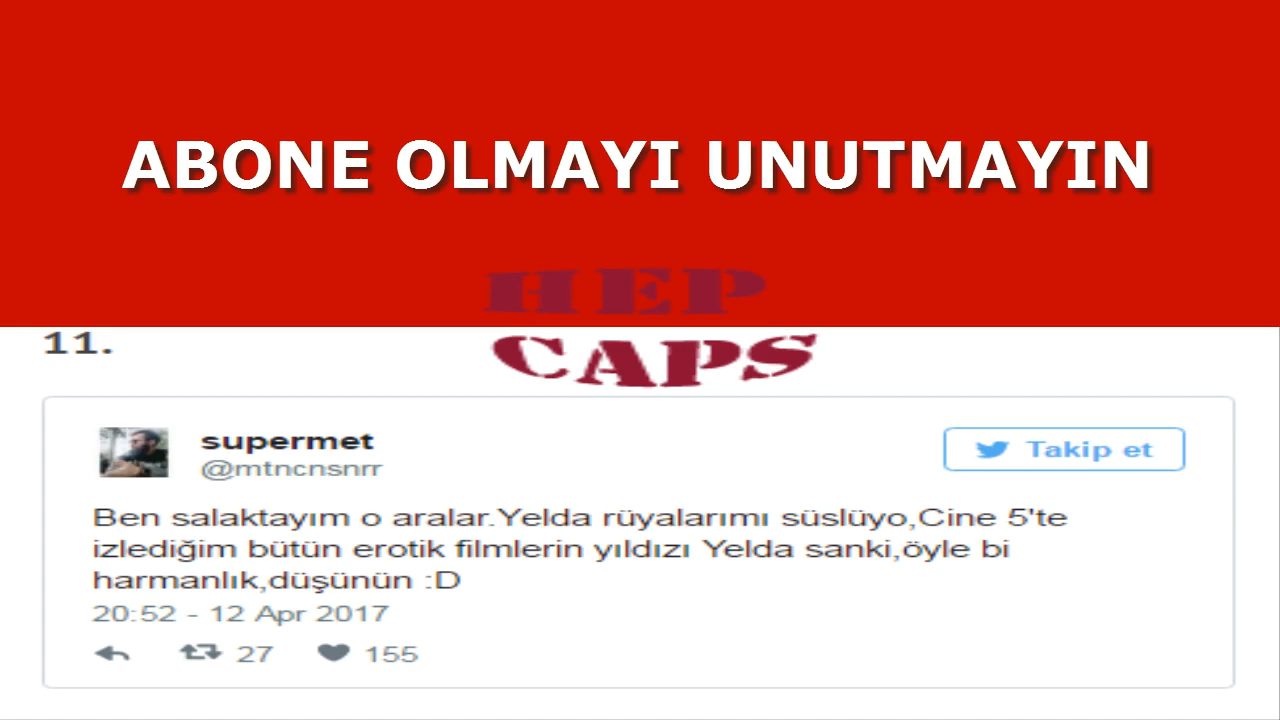 ABONE OLMAYI UNUTMAYIN
HEP
CAPS
11.
supermet
@mtncnsnrr
Takip et
Ben salaktayım o aralar.Yelda rüyalarımı süslüyo,Cine 5'te
izlediğim bütün erotik filmlerin yıldızı Yelda sanki,öyle bi
harmanlık,düşünün :D
20:52 - 12 Apr 2017
27 155